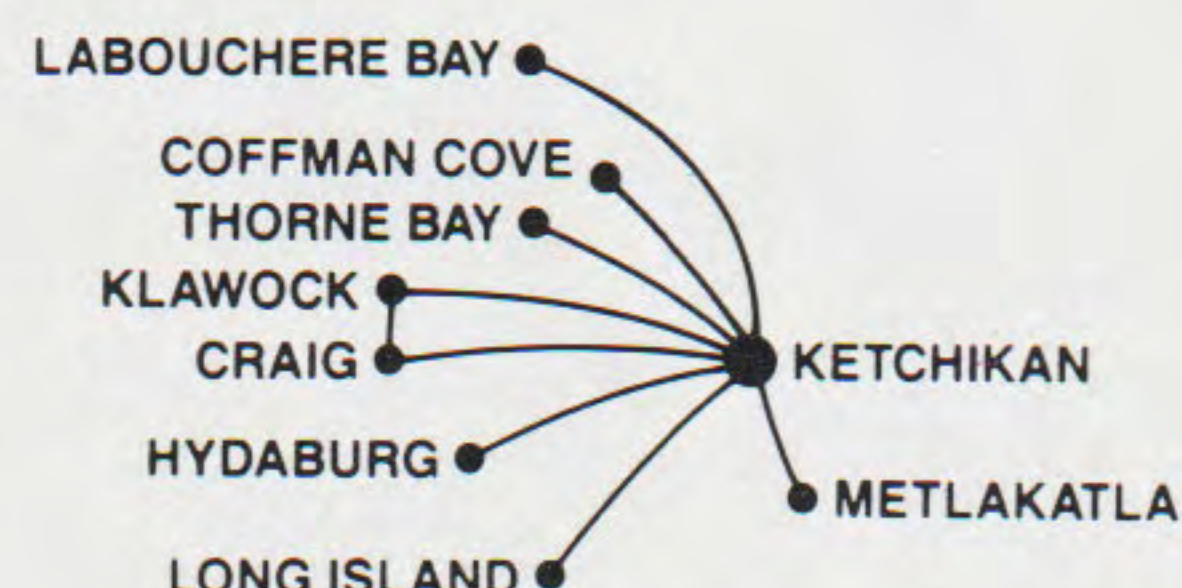 LABOUCHERE BAY
COFFMAN COVE
THORNE BAY
KLAWOCK
CRAIG
KETCHIKAN
HYDABURG
METLAKATLA
LONG ISLAND